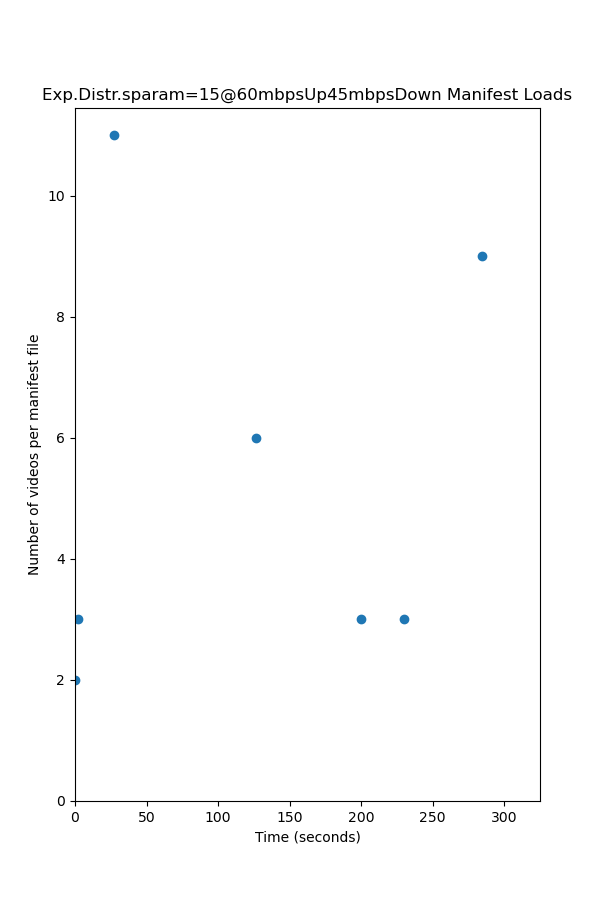 Exp.Distr.sparam=15@60mbpsUp45mbpsDown Manifest Loads
Number of videos per manifest file
10
8
6
4
2
0
0 50 100 150 200 250 300
Time (seconds)